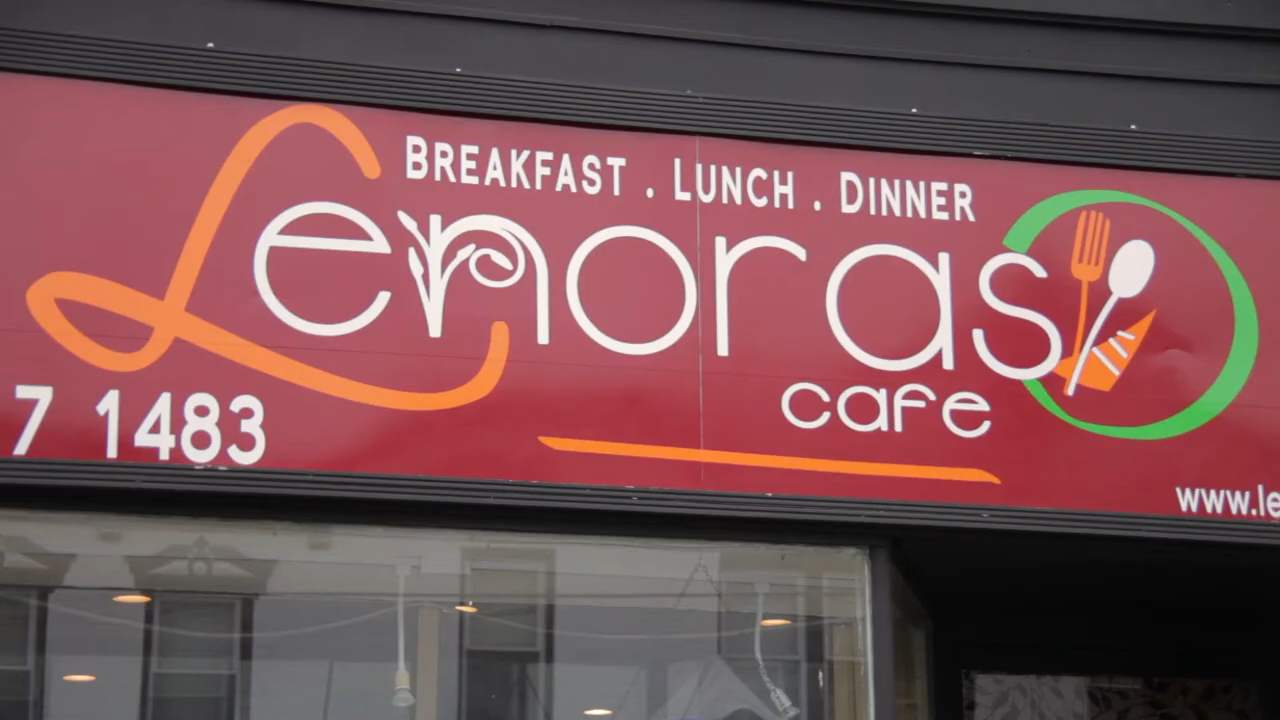 BREAKFAST . LUNCH . DINNER
Lenoras
cafe
7 1483
www.le